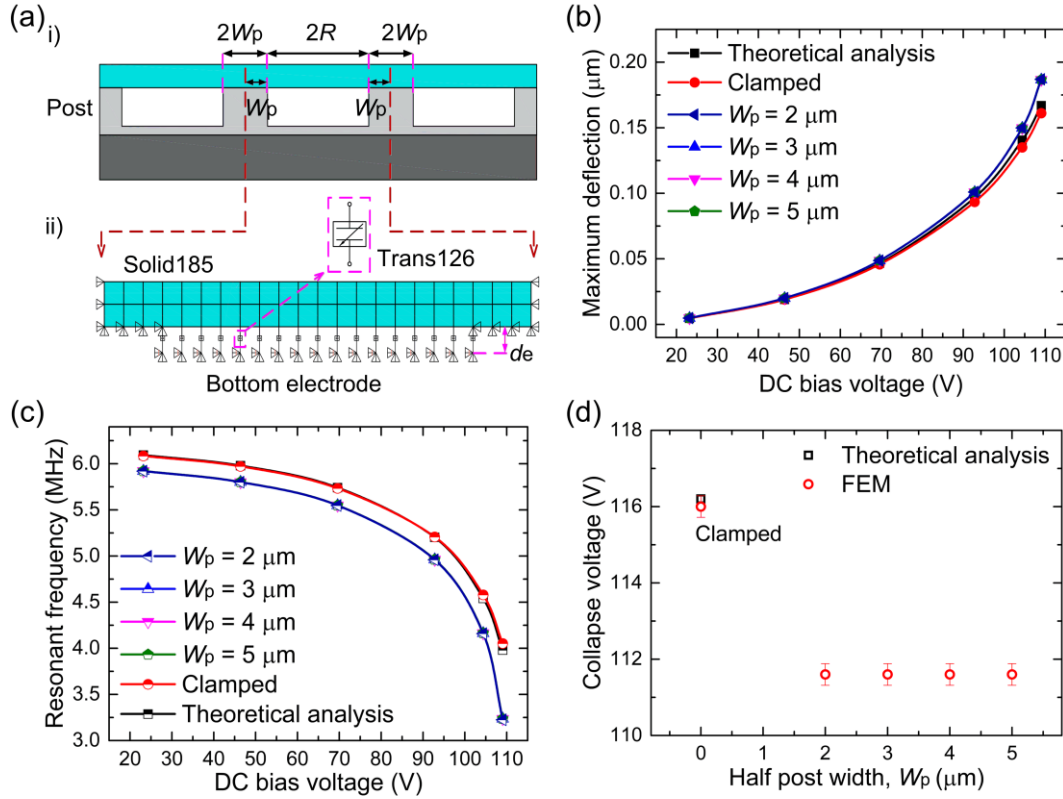 (a)
i)
2Wp 2R 2Wp
Post
Wp Wp
ii)
Solid185
Trans126
de
Bottom electrode
(b)
Maximum deflection (μm)
0.20
0.15
0.10
0.05
0.00
Theoretical analysis
Clamped
Wp = 2 μm
Wp = 3 μm
Wp = 4 μm
Wp = 5 μm
20 30 40 50 60 70 80 90 100 110
DC bias voltage (V)
(c)
Resonant frequency (MHz)
6.0
5.5
5.0
4.5
4.0
3.5
3.0
Wp = 2 μm
Wp = 3 μm
Wp = 4 μm
Wp = 5 μm
Clamped
Theoretical analysis
20 30 40 50 60 70 80 90 100 110
DC bias voltage (V)
(d)
Collapse voltage (V)
118
116
114
112
110
Theoretical analysis
FEM
Clamped
0 1 2 3 4 5
Half post width, Wp (μm)